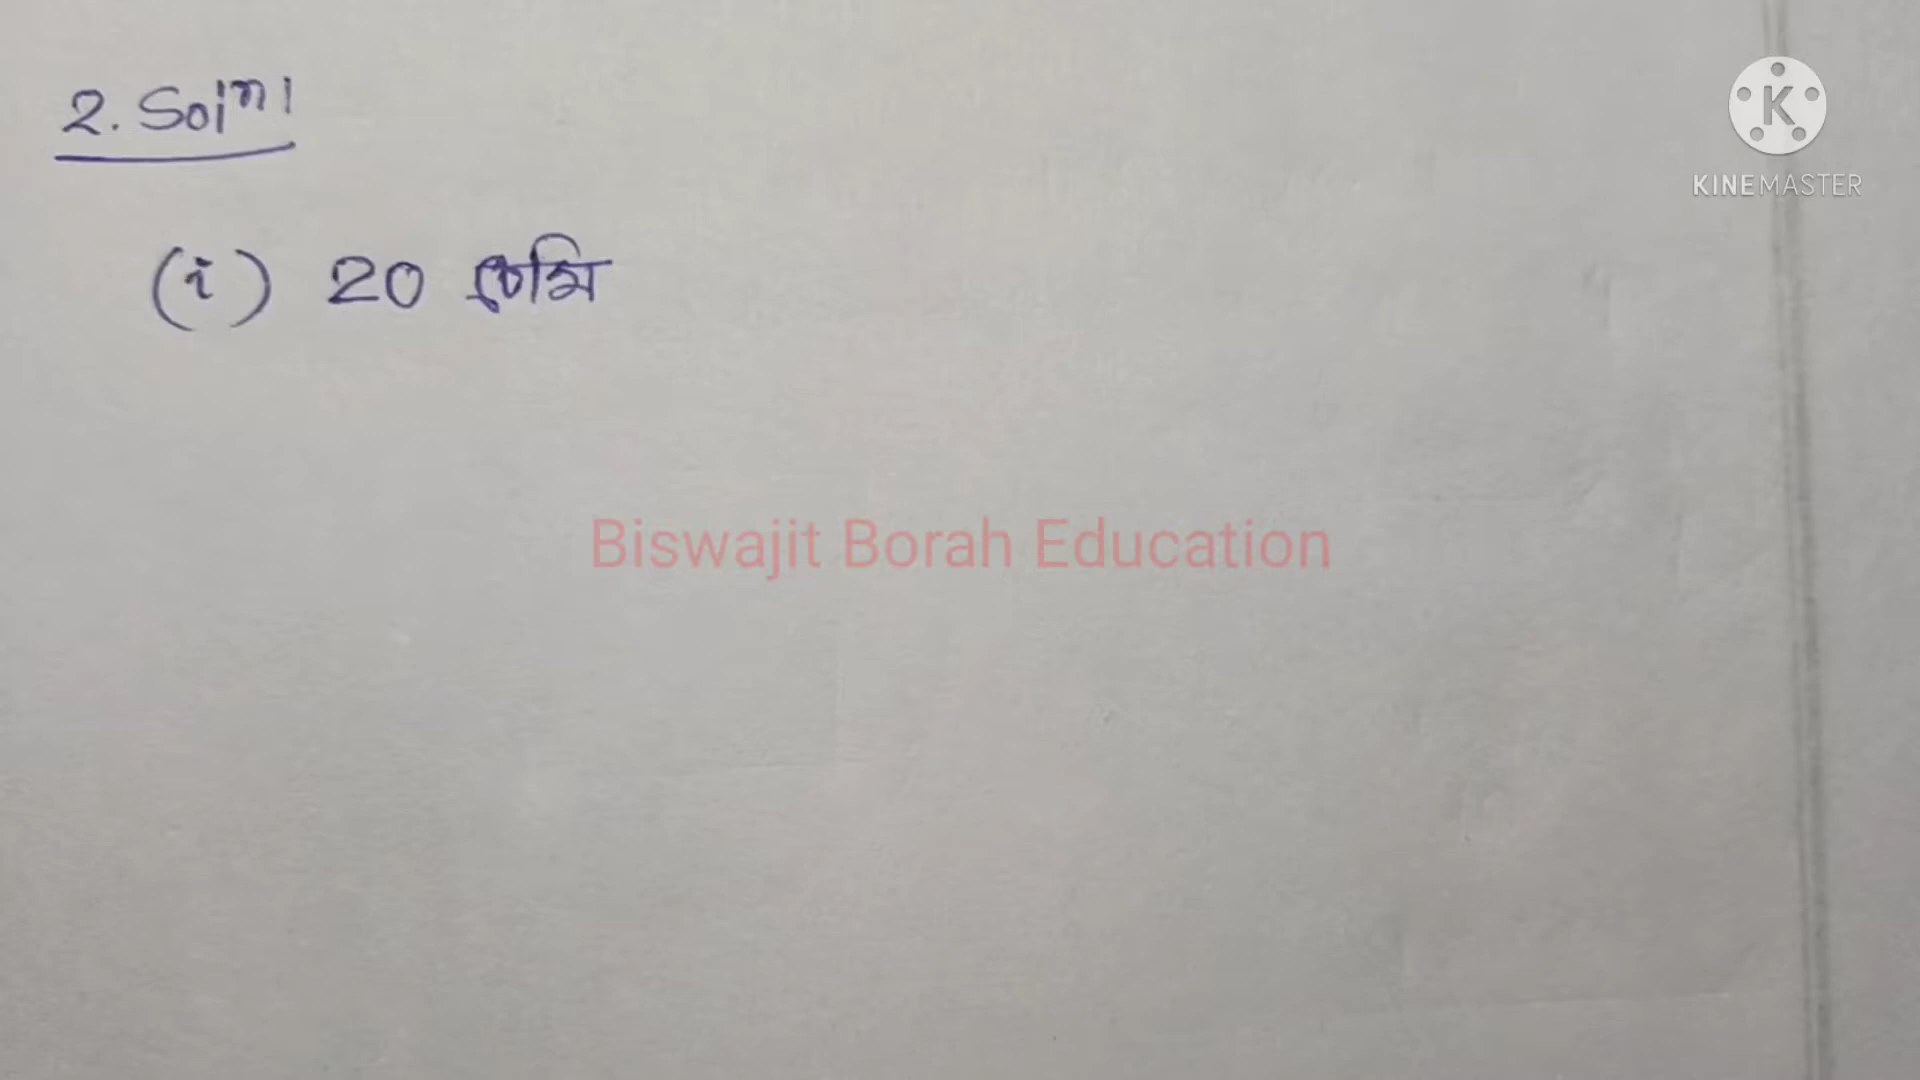 2. Solⁿ।
KINEMASTER
(i) 20 চেমি
Biswajit Borah Education